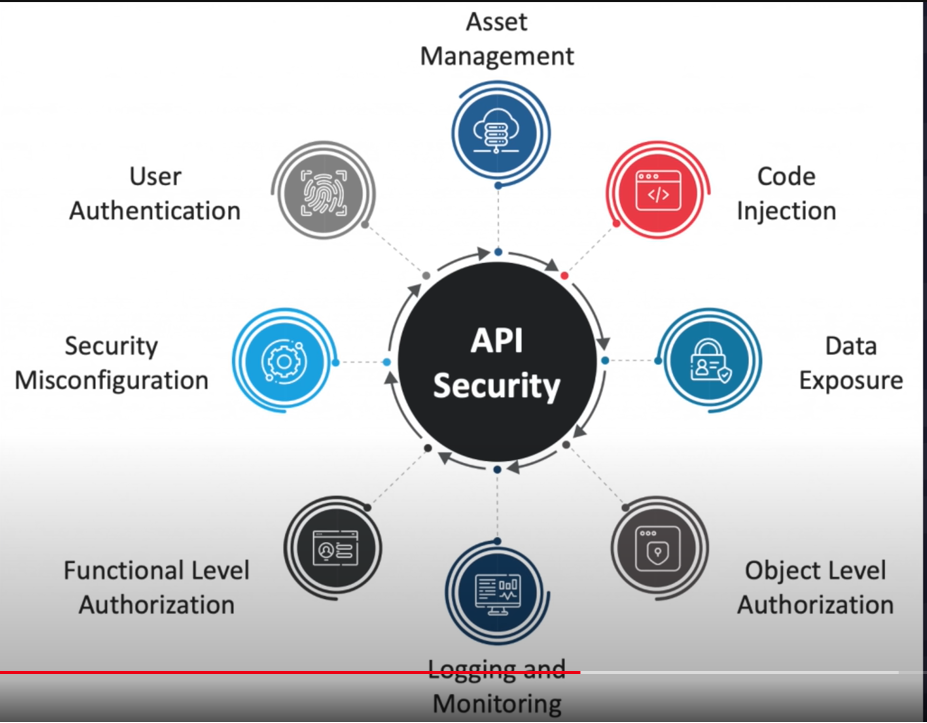 Asset
Management
User
Authentication
Code
Injection
API
Security
Security
Misconfiguration
Data
Exposure
Functional Level
Authorization
Object Level
Authorization
Logging and
Monitoring